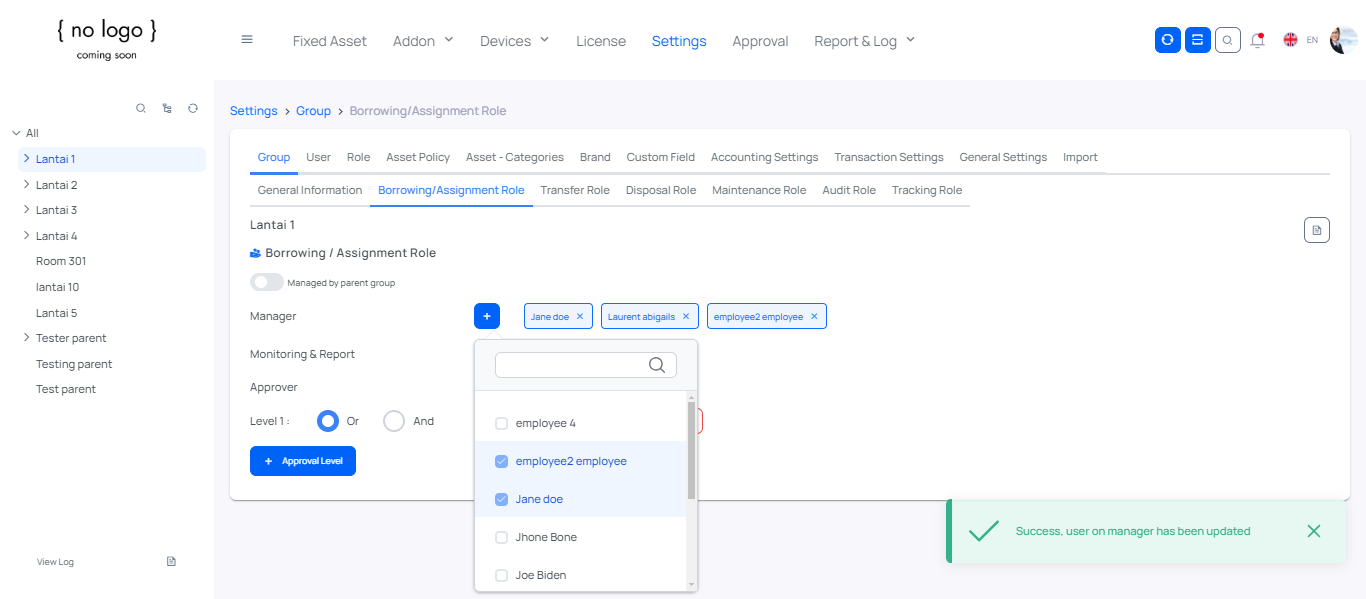 { no logo }
coming soon
Fixed Asset Addon Devices License Settings Approval Report & Log EN
All
Lantai 1
Lantai 2
Lantai 3
Lantai 4
Room 301
lantai 10
Lantai 5
Tester parent
Testing parent
Test parent
View Log
Settings > Group > Borrowing/Assignment Role
Group User Role Asset Policy Asset - Categories Brand Custom Field Accounting Settings Transaction Settings General Settings Import
General Information Borrowing/Assignment Role Transfer Role Disposal Role Maintenance Role Audit Role Tracking Role
Lantai 1
Borrowing / Assignment Role
Managed by parent group
Manager + Jane doe × Laurent abigails × employee2 employee ×
Monitoring & Report
Approver
Level 1 : Or And
+ Approval Level
employee 4
employee2 employee
Jane doe
Jhone Bone
Joe Biden
Success, user on manager has been updated